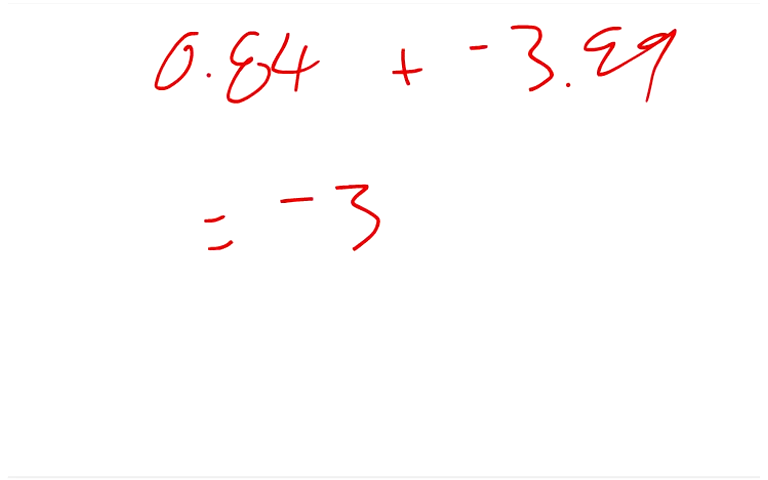 0.84 + -3.99
= -3